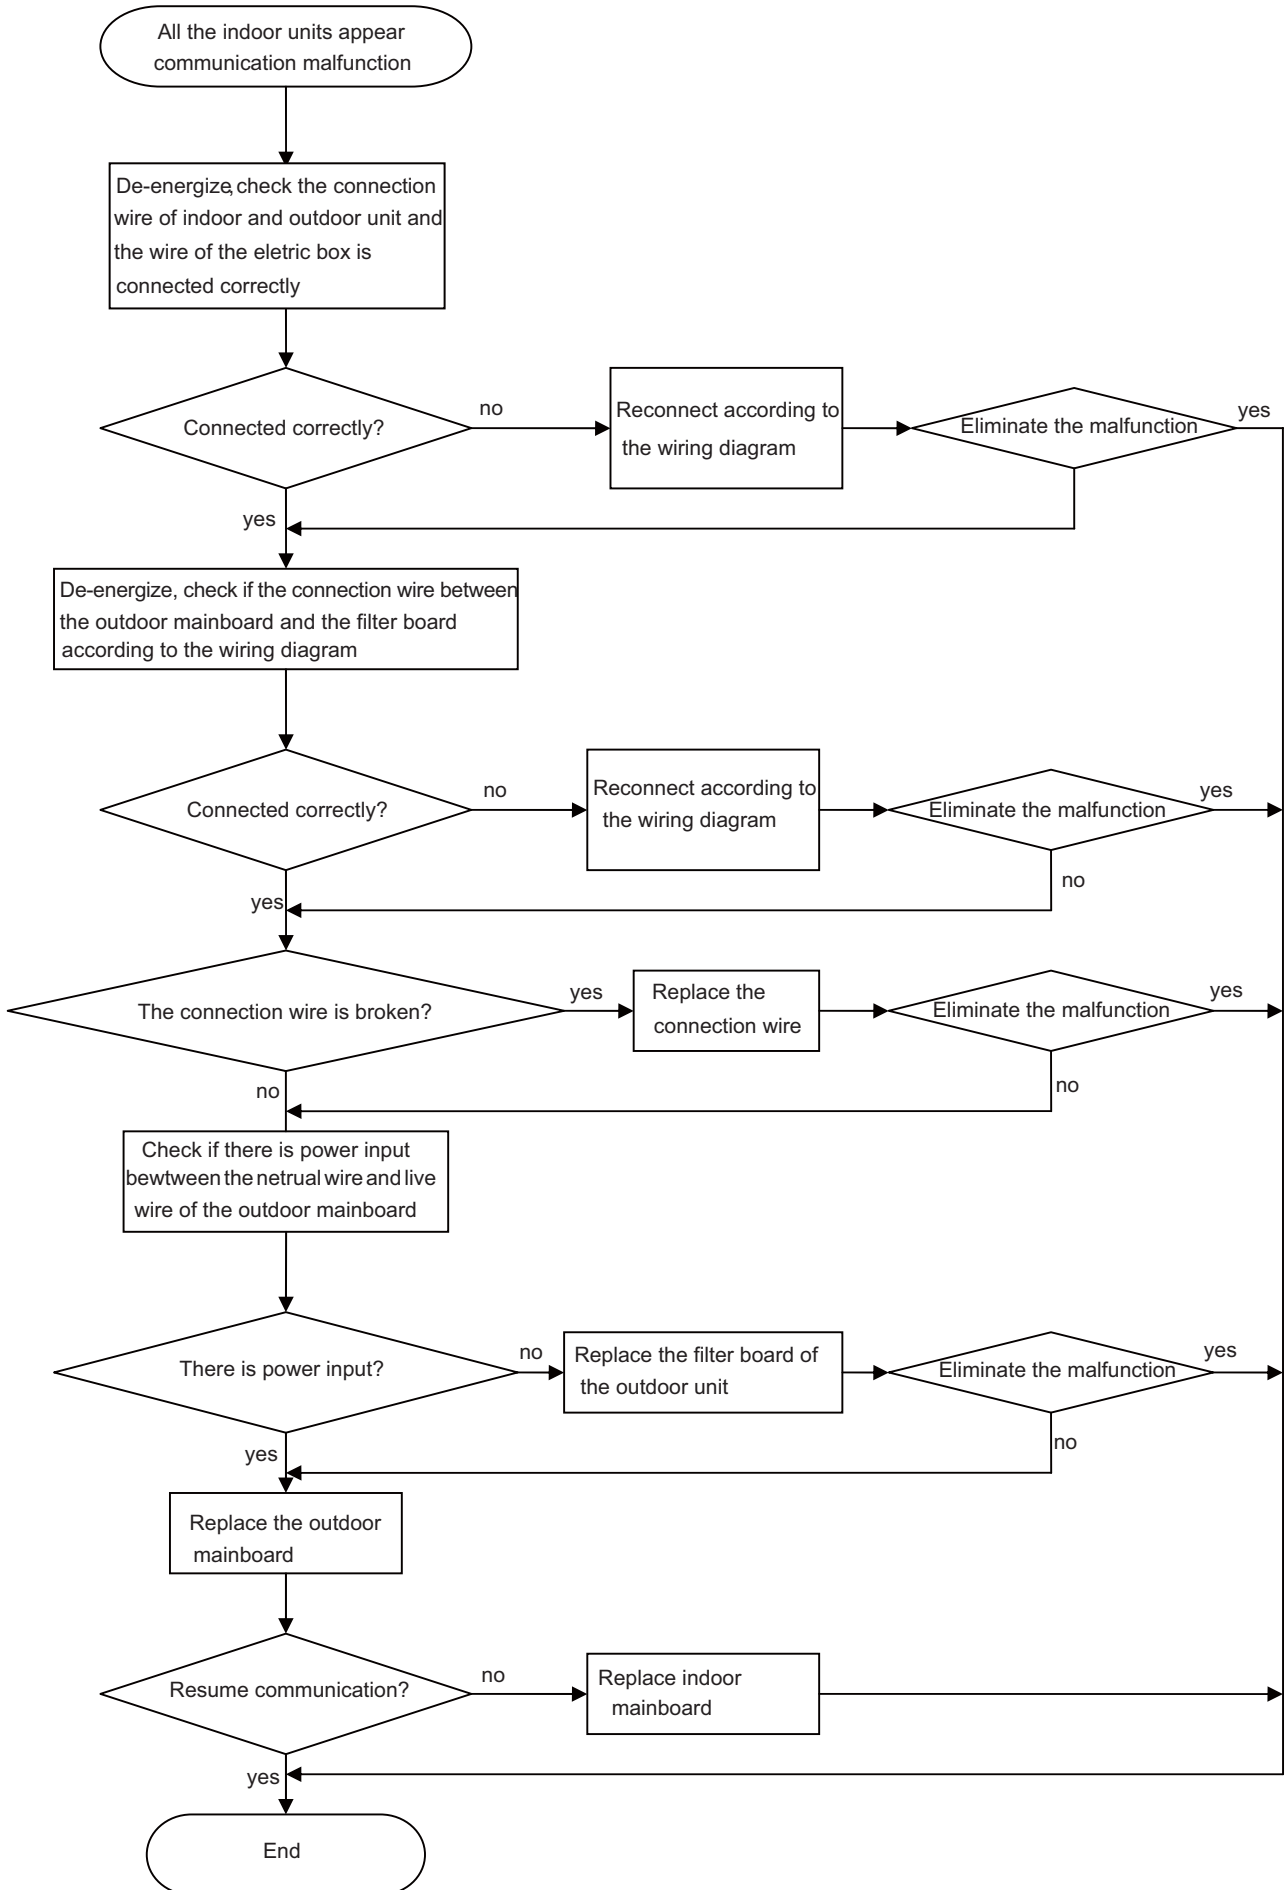 All the indoor units appear
communication malfunction
De-energize,check the connection
wire of indoor and outdoor unit and
the wire of the eletric box is
connected correctly
Connected correctly?
no
Reconnect according to
the wiring diagram
Eliminate the malfunction
yes
yes
De-energize, check if the connection wire between
the outdoor mainboard and the filter board
according to the wiring diagram
Connected correctly?
no
Reconnect according to
the wiring diagram
Eliminate the malfunction
yes
no
yes
The connection wire is broken?
yes
Replace the
connection wire
Eliminate the malfunction
yes
no
no
Check if there is power input
bewtween the netrual wire and live
wire of the outdoor mainboard
There is power input?
no
Replace the filter board of
the outdoor unit
Eliminate the malfunction
yes
no
yes
Replace the outdoor
mainboard
Resume communication?
no
Replace indoor
mainboard
yes
End